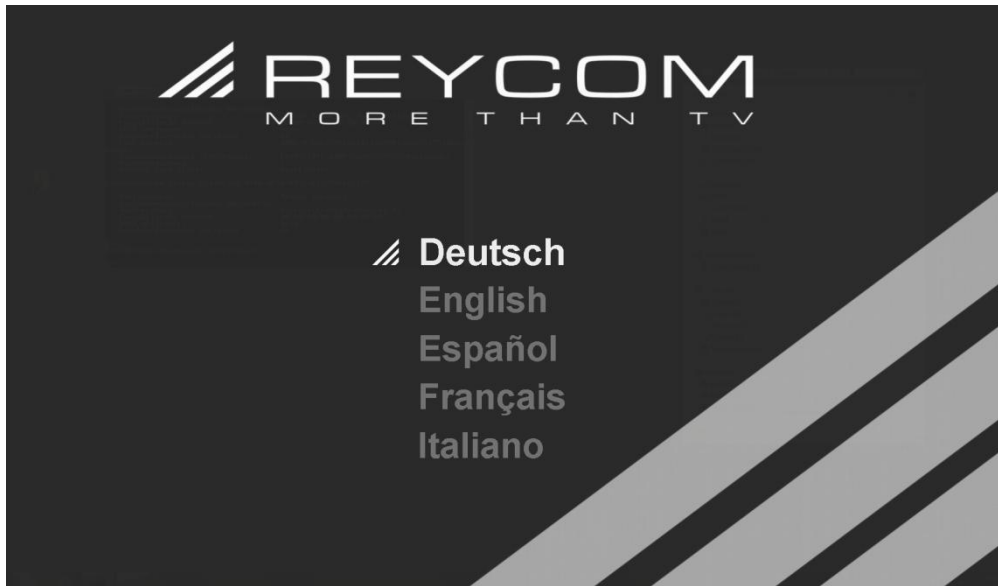 REYCOM
MORE THAN TV
Deutsch
English
Español
Français
Italiano